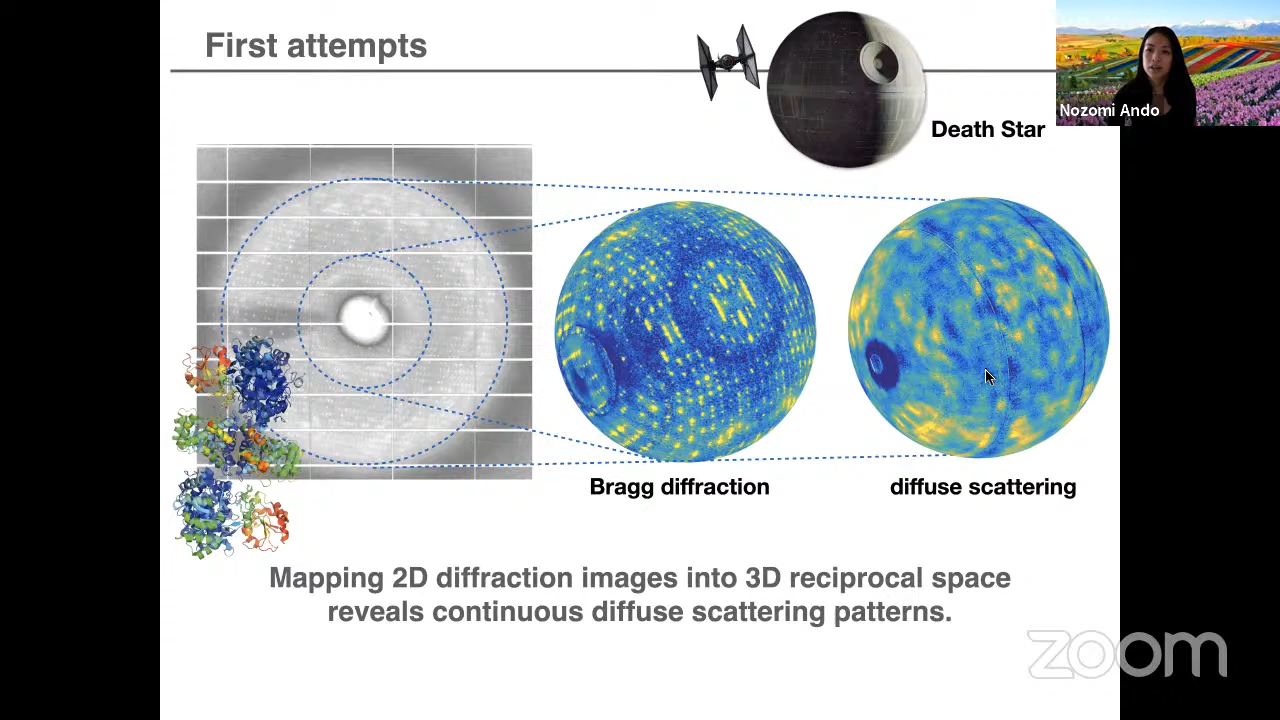 First attempts
Death Star
Nozomi Ando
Bragg diffraction
diffuse scattering
Mapping 2D diffraction images into 3D reciprocal space
reveals continuous diffuse scattering patterns.
zoom